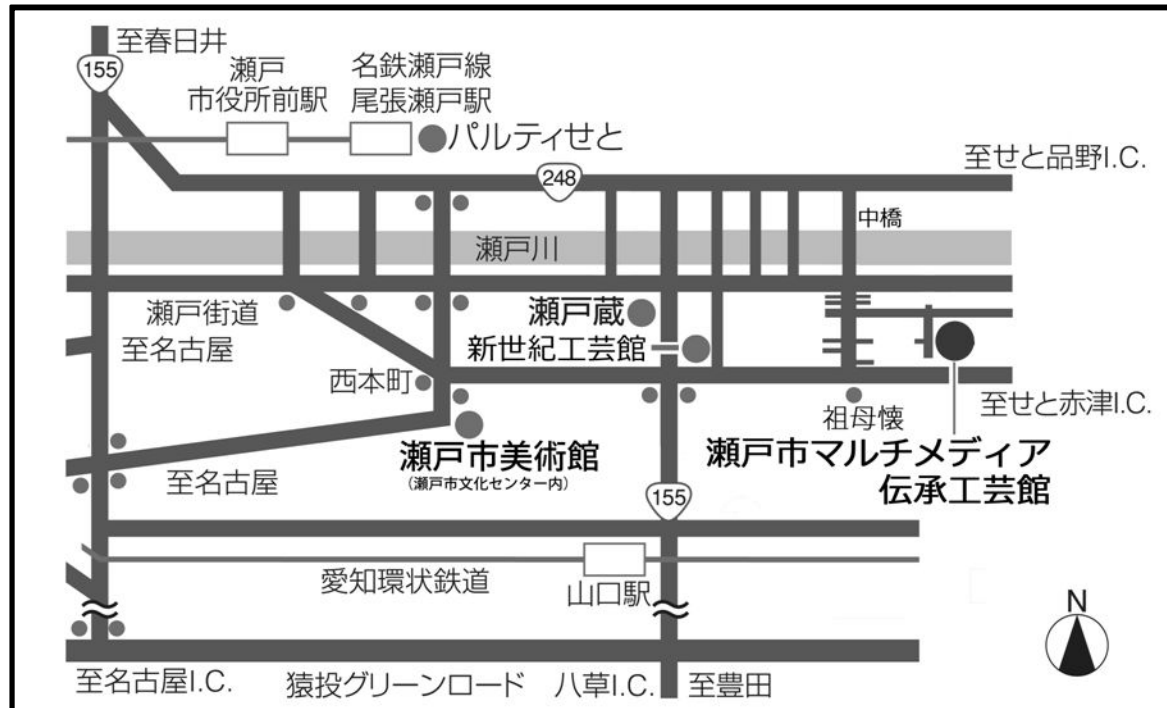 至春日井
155
瀬戸
市役所前駅
名鉄瀬戸線
尾張瀬戸駅
パルティせと
248
至せと品野I.C.
中橋
瀬戸川
瀬戸街道
至名古屋
瀬戸蔵
新世紀工芸館
西本町
祖母懐
至せと赤津I.C.
瀬戸市美術館
(瀬戸市文化センター内)
瀬戸市マルチメディア
伝承工芸館
至名古屋
155
愛知環状鉄道
山口駅
N
至名古屋I.C.
猿投グリーンロード
八草I.C.
至豊田